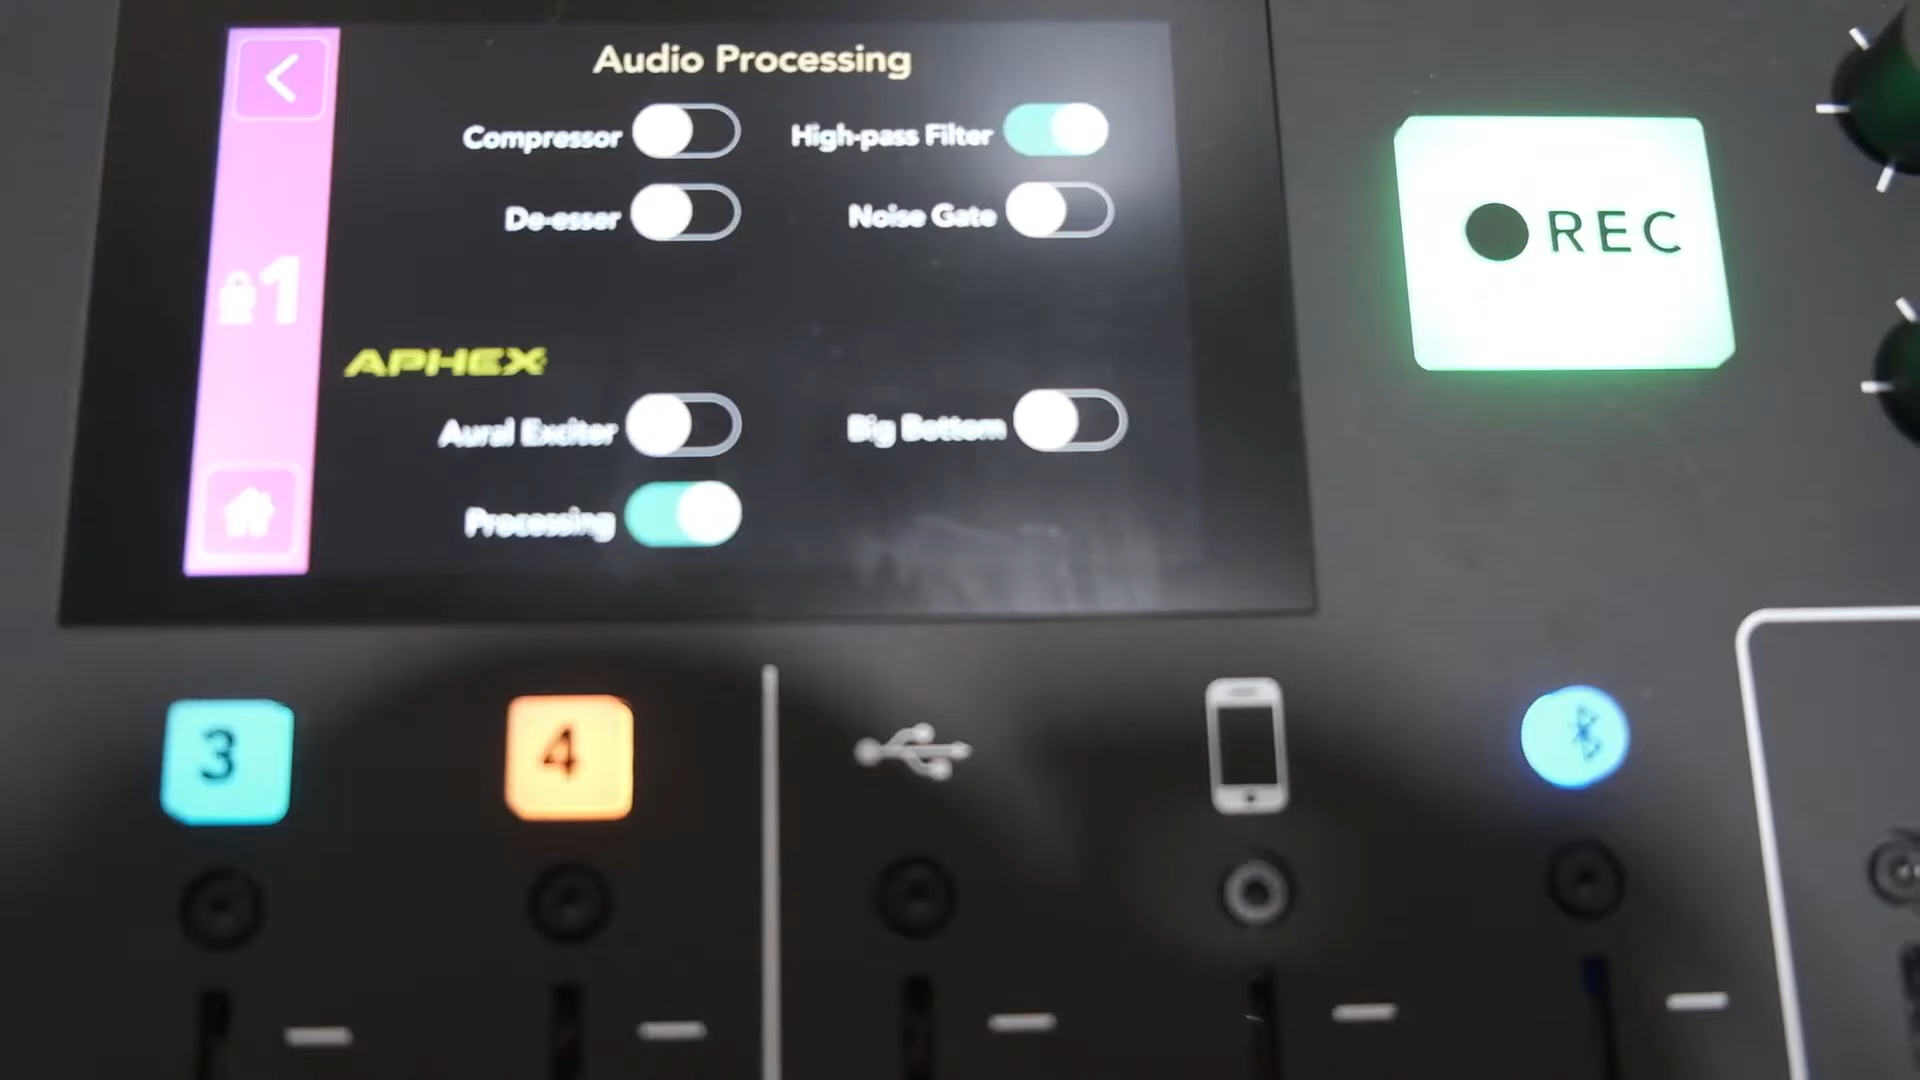 Audio Processing
Compressor High-pass Filter
De-esser Noise Gate
1
APHEX
Aural Exciter Big Bottom
Processing
REC
3 4